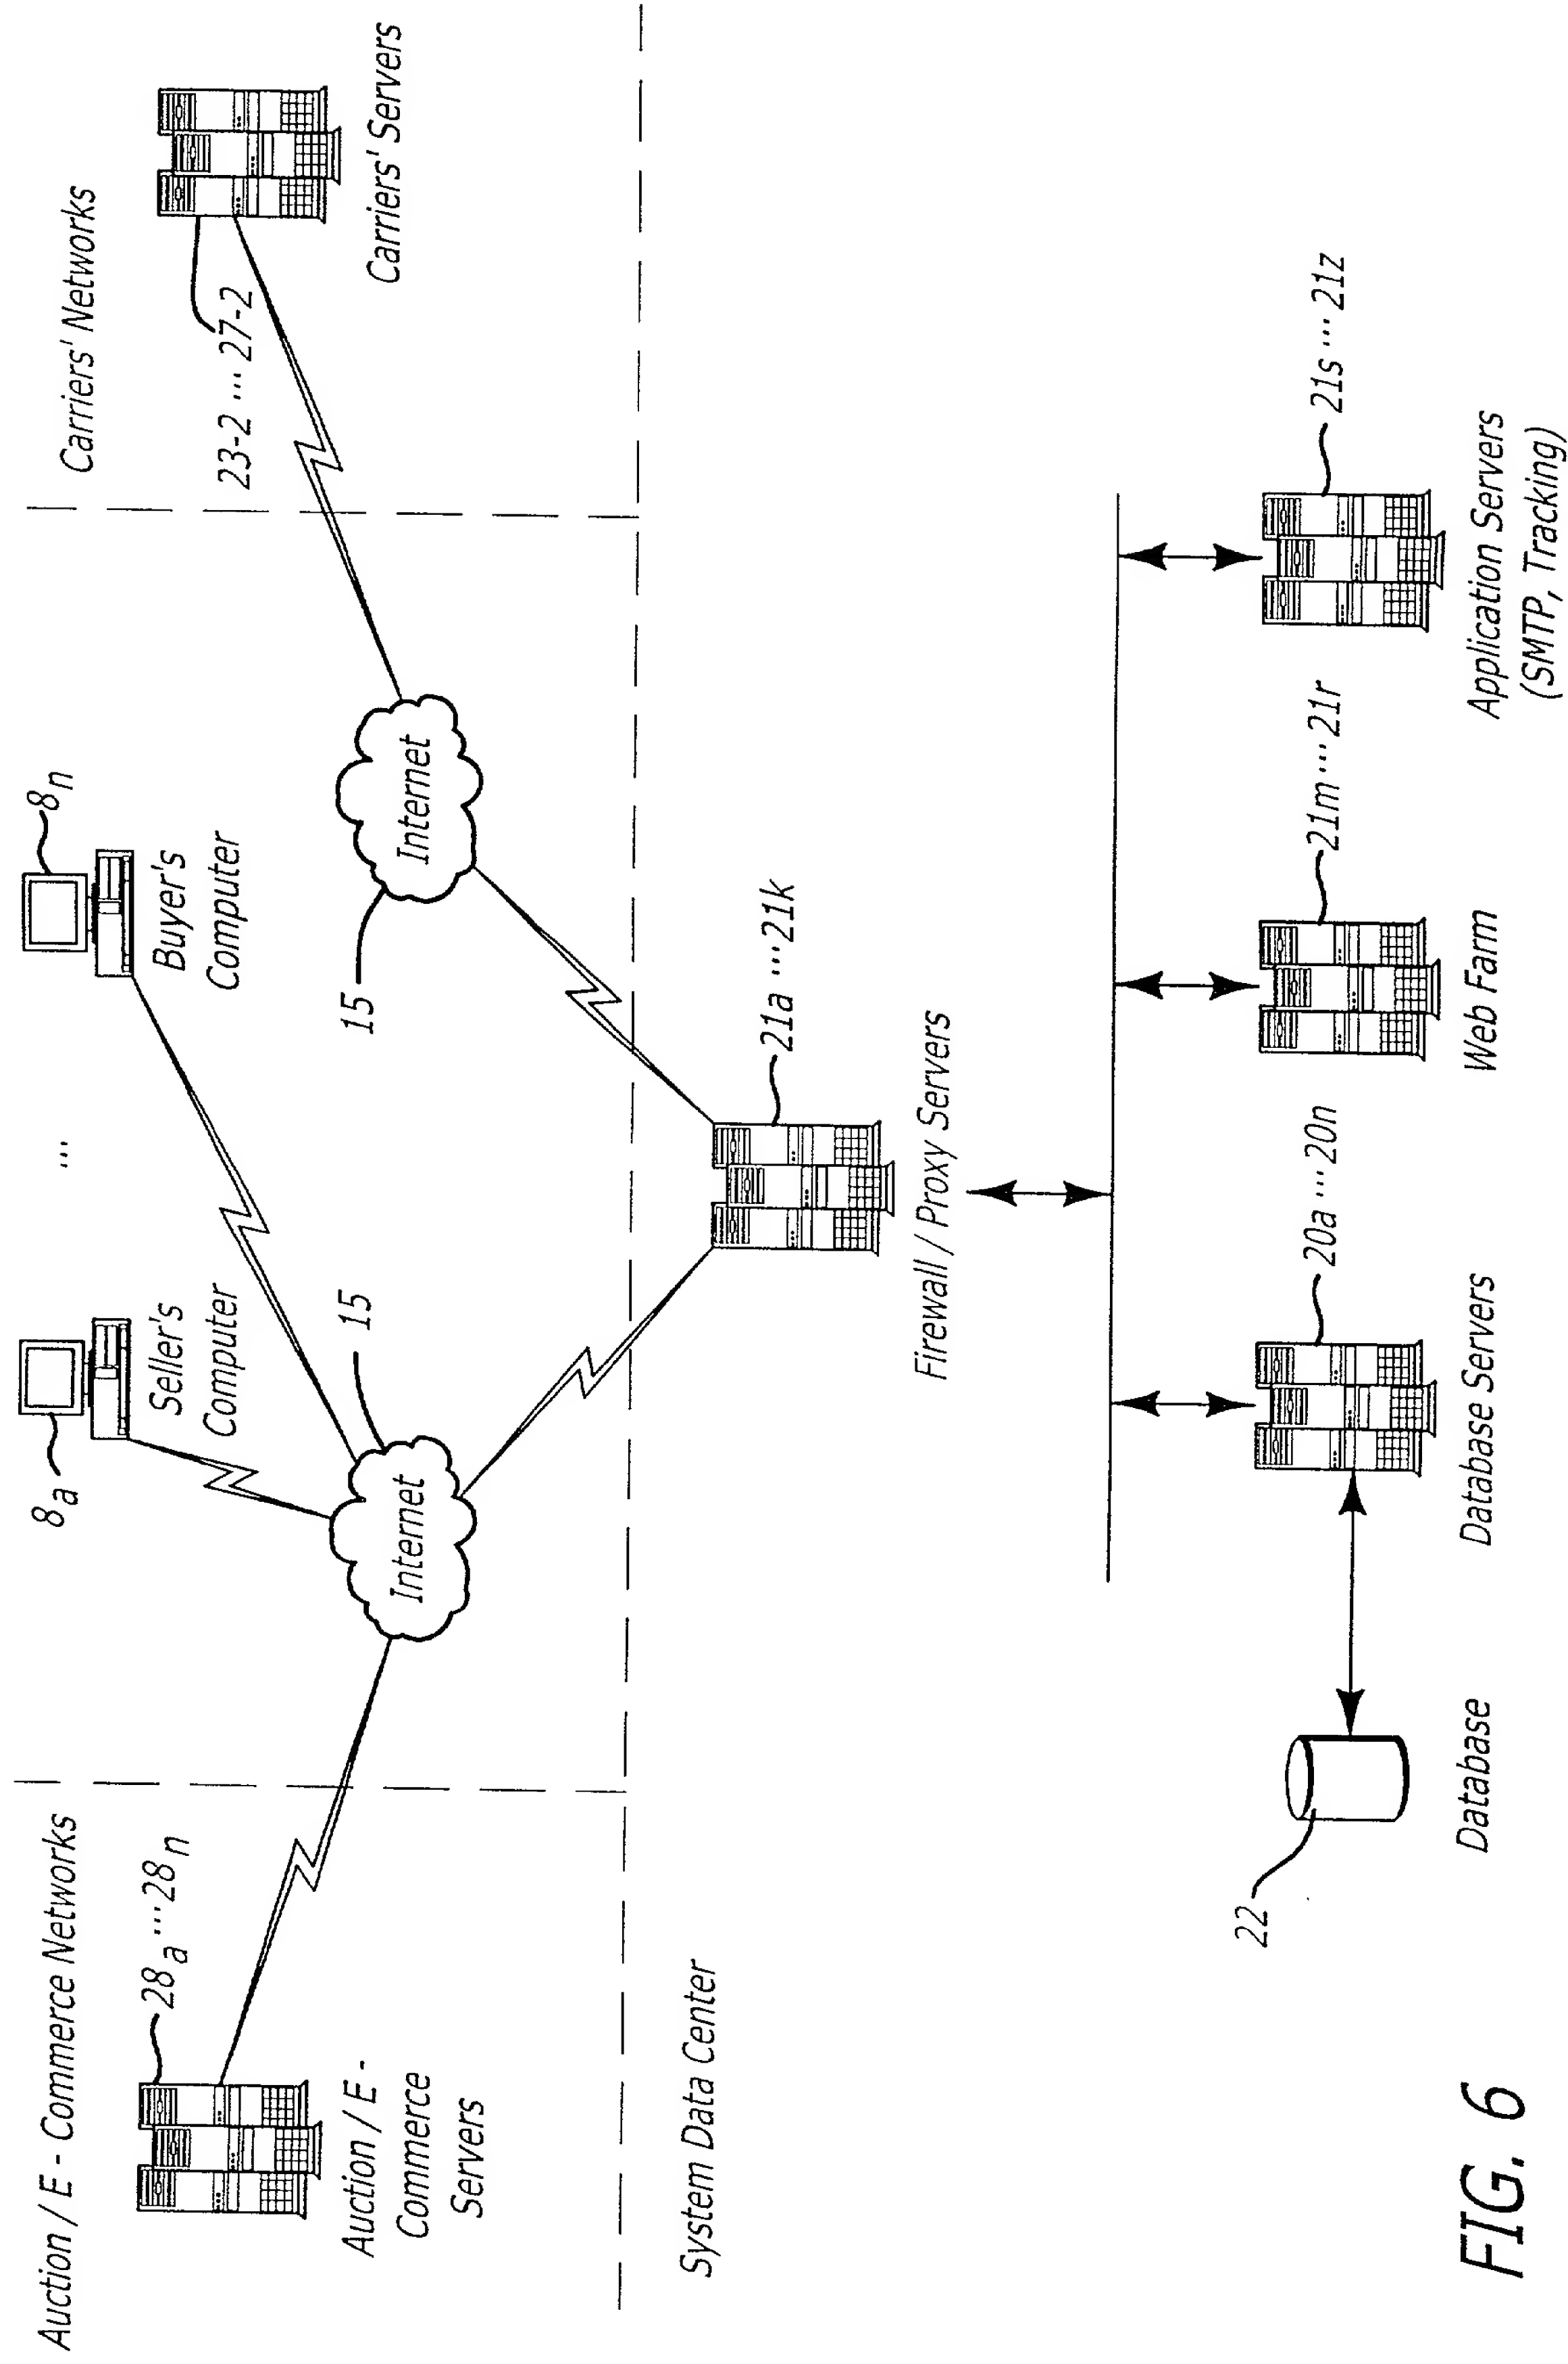 Auction / E - Commerce Networks
28a ... 28n
Auction / E -
Commerce
Servers
8a
Seller's
Computer
...
8n
Buyer's
Computer
Carriers' Networks
23-2 ... 27-2
Carriers' Servers
Internet
15
Internet
15
System Data Center
21a ... 21k
Firewall / Proxy Servers
22
Database
20a ... 20n
Database Servers
21m ... 21r
Web Farm
21s ... 21z
Application Servers
(SMTP, Tracking)
FIG. 6